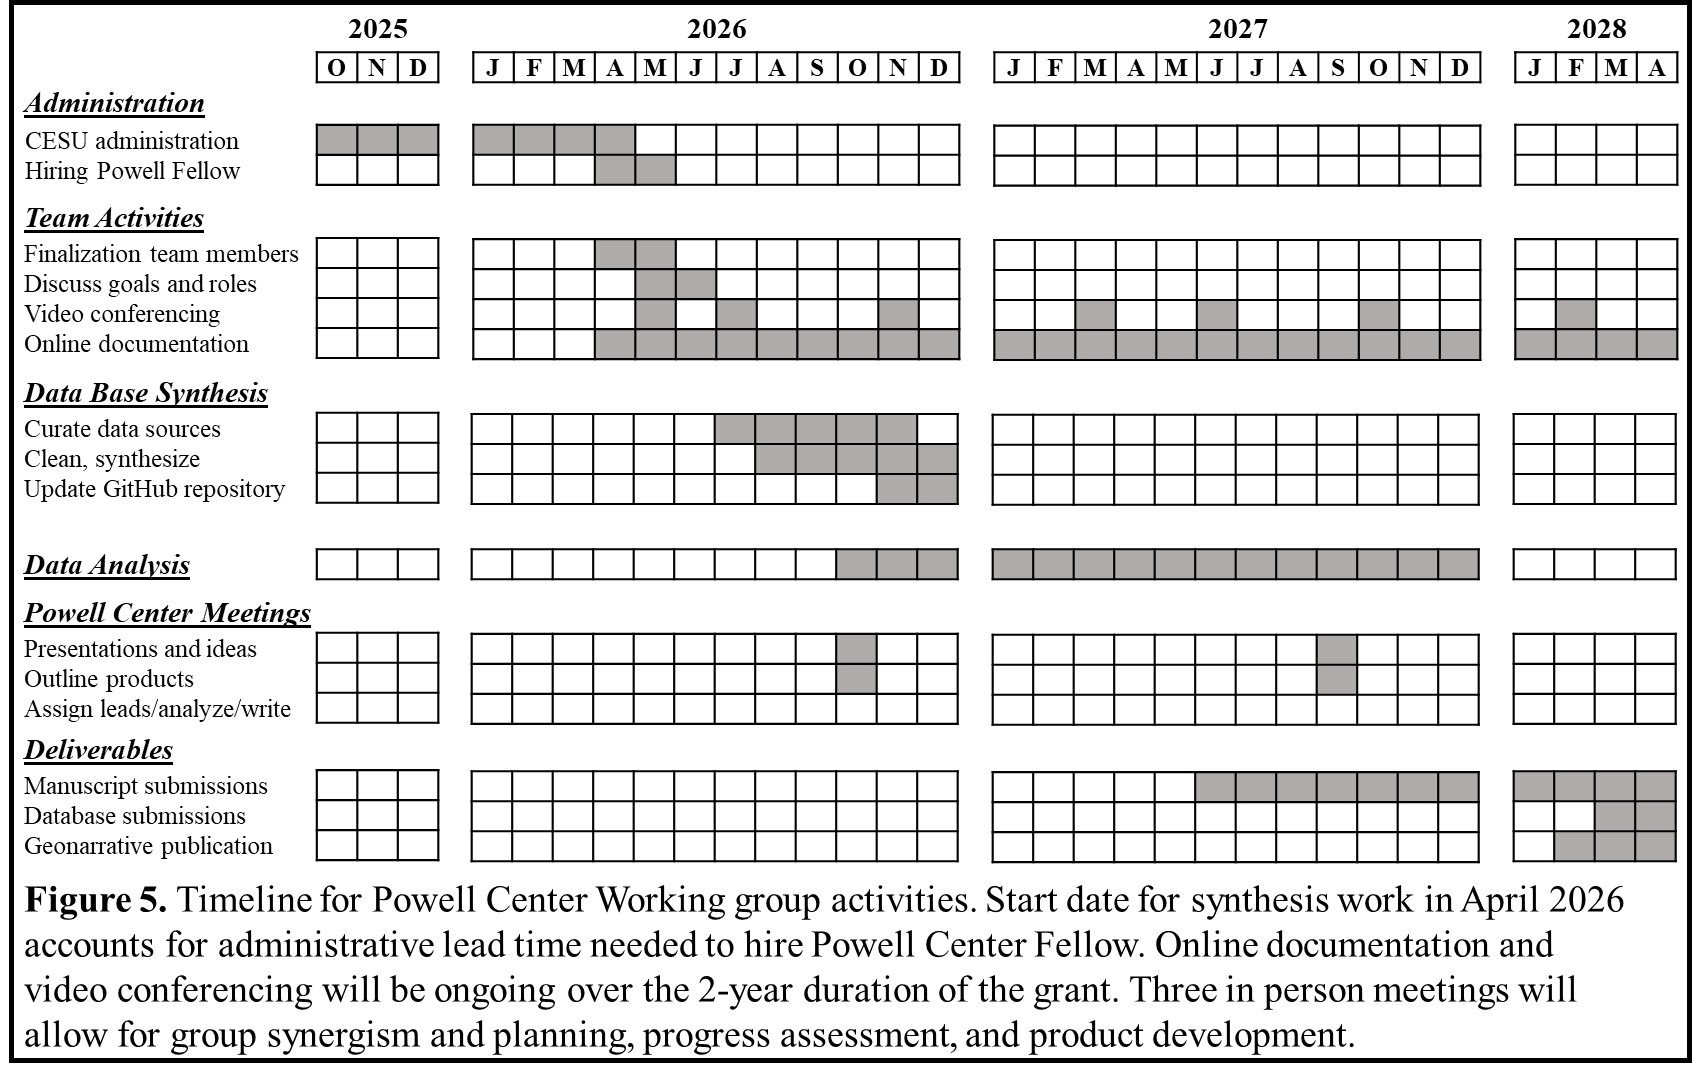 2025 2026 2027 2028
O N D J F M A M J J A S O N D J F M A M J J A S O N D J F M A
Administration
CESU administration
Hiring Powell Fellow
Team Activities
Finalization team members
Discuss goals and roles
Video conferencing
Online documentation
Data Base Synthesis
Curate data sources
Clean, synthesize
Update GitHub repository
Data Analysis
Powell Center Meetings
Presentations and ideas
Outline products
Assign leads/analyze/write
Deliverables
Manuscript submissions
Database submissions
Geonarrative publication
Figure 5. Timeline for Powell Center Working group activities. Start date for synthesis work in April 2026
accounts for administrative lead time needed to hire Powell Center Fellow. Online documentation and
video conferencing will be ongoing over the 2-year duration of the grant. Three in person meetings will
allow for group synergism and planning, progress assessment, and product development.